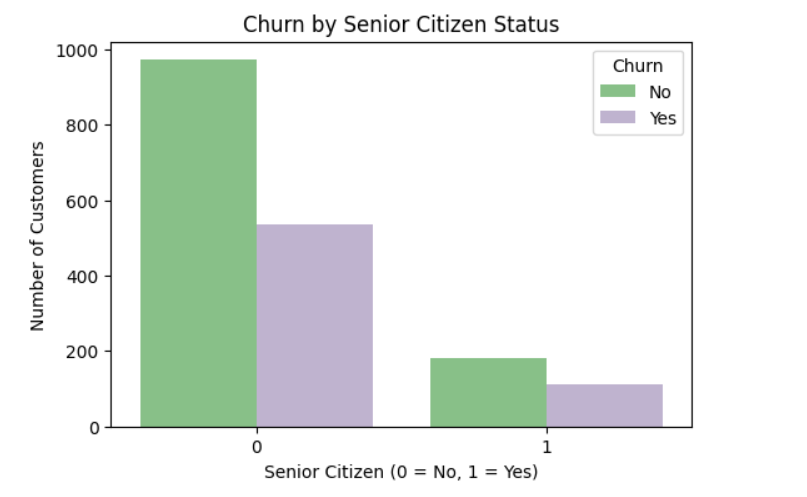 Churn by Senior Citizen Status
Number of Customers
1000
800
600
400
200
0
Churn
No
Yes
0 1
Senior Citizen (0 = No, 1 = Yes)